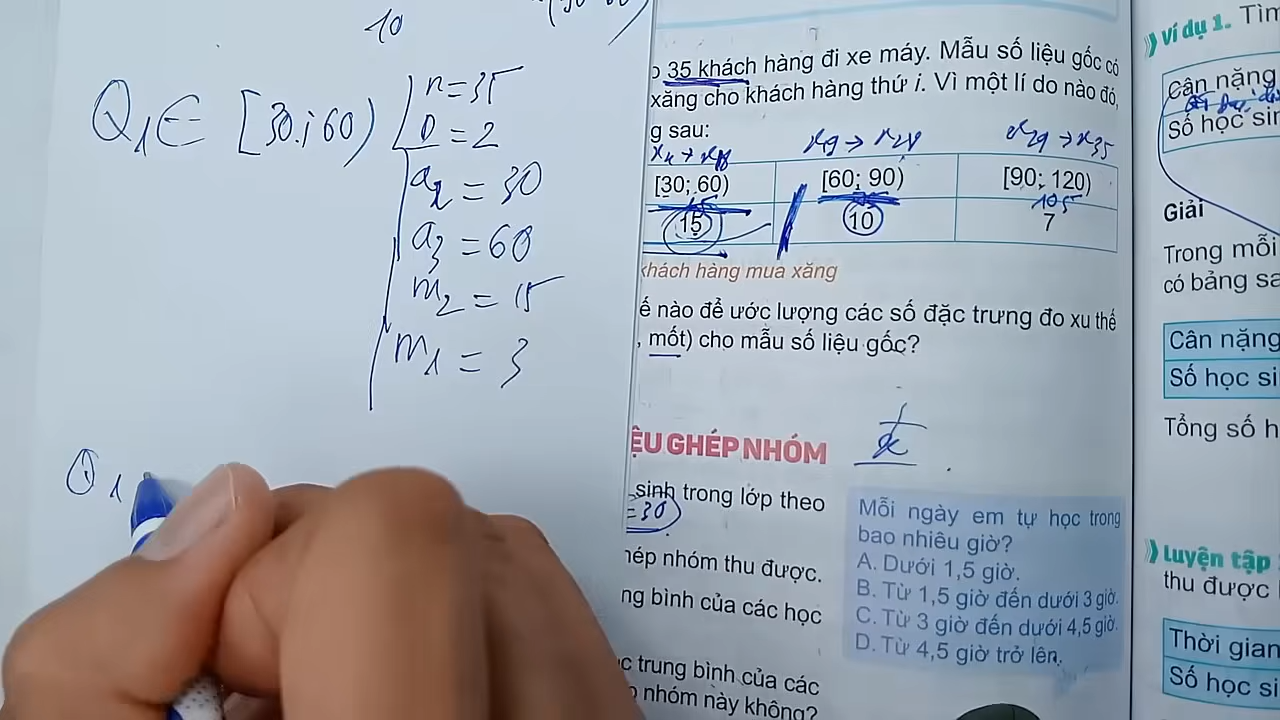 10
Q1 ∈ [30; 60)
n = 35
p = 2
a2 = 30
a3 = 60
m2 = 15
m1 = 3
Q1
35 khách hàng đi xe máy. Mẫu số liệu gốc có
xăng cho khách hàng thứ i. Vì một lí do nào đó,
g sau:
x19 → x28 x29 → x35
[30; 60) [60; 90) [90; 120)
105
15 10 7
khách hàng mua xăng
ế nào để ước lượng các số đặc trưng đo xu thế
, mốt) cho mẫu số liệu gốc?
x
ỆU GHÉP NHÓM
sinh trong lớp theo
=30
hép nhóm thu được.
ng bình của các học
c trung bình của các
nhóm này không?
Mỗi ngày em tự học trong
bao nhiêu giờ?
A. Dưới 1,5 giờ.
B. Từ 1,5 giờ đến dưới 3 giờ.
C. Từ 3 giờ đến dưới 4,5 giờ.
D. Từ 4,5 giờ trở lên.
Ví dụ 1. Tìm
Cân nặng
Số học sin
Giải
Trong mỗi
có bảng sa
Cân nặng
Số học si
Tổng số h
Luyện tập
thu được
Thời gian
Số học si